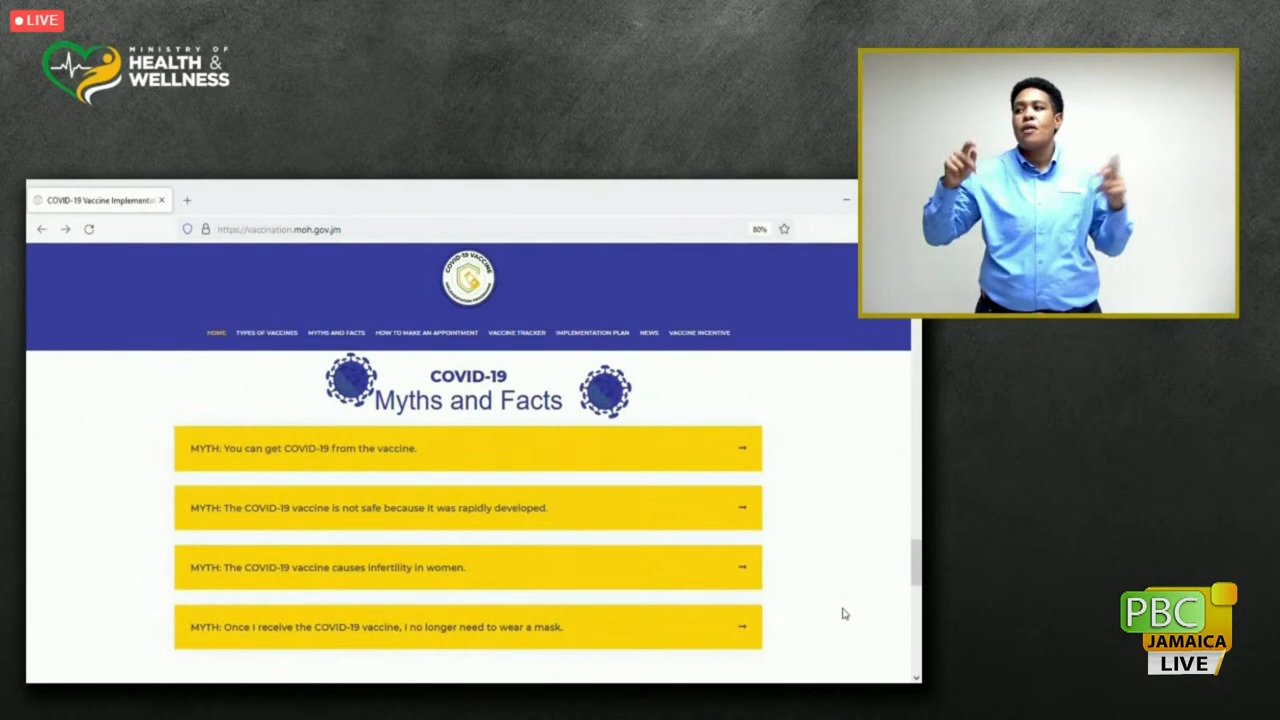 LIVE
MINISTRY OF
HEALTH &
WELLNESS
COVID-19 Vaccine Implementat
https://vaccination.moh.gov.jm
80%
COVID-19 VACCINE
HOME TYPES OF VACCINES MYTHS AND FACTS HOW TO MAKE AN APPOINTMENT VACCINE TRACKER IMPLEMENTATION PLAN NEWS VACCINE INCENTIVE
COVID-19
Myths and Facts
MYTH: You can get COVID-19 from the vaccine.
MYTH: The COVID-19 vaccine is not safe because it was rapidly developed.
MYTH: The COVID-19 vaccine causes infertility in women.
MYTH: Once I receive the COVID-19 vaccine, I no longer need to wear a mask.
PBC
JAMAICA
LIVE